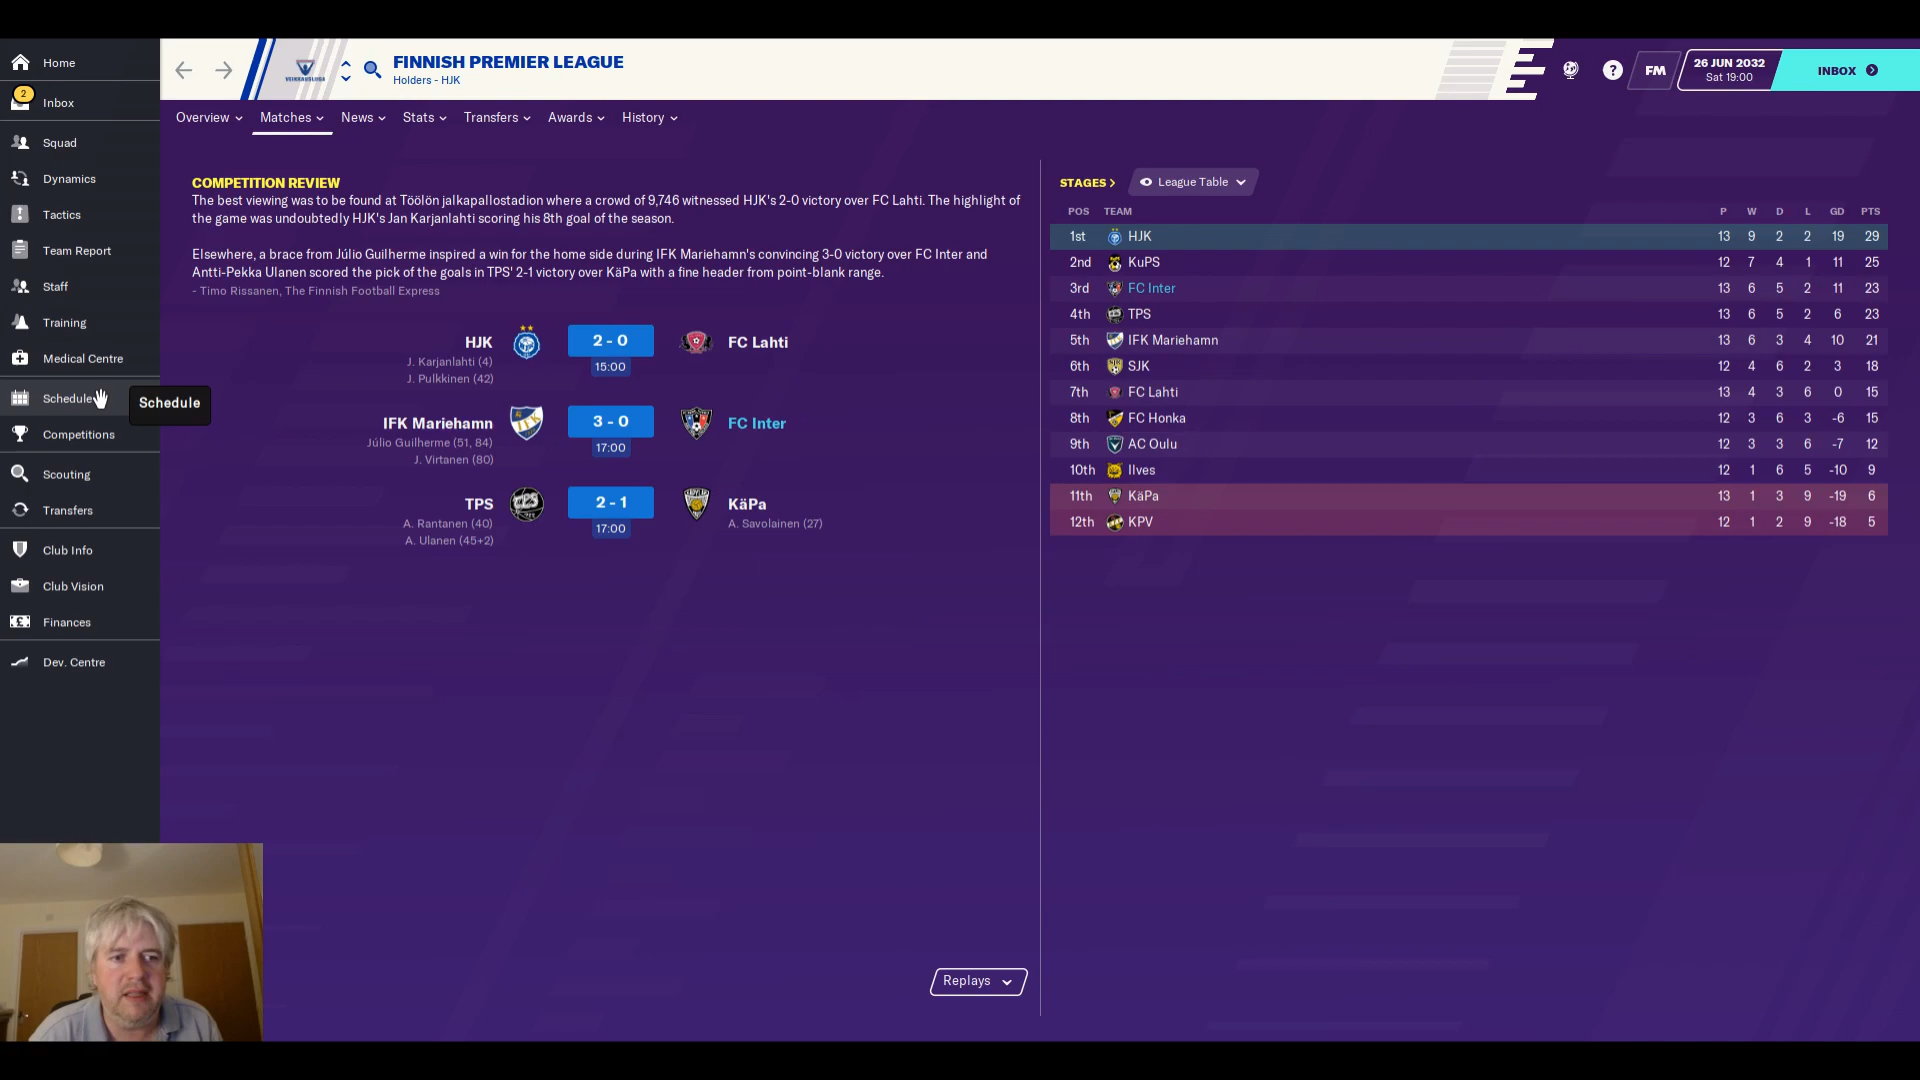 Home
2
Inbox
Squad
Dynamics
Tactics
Team Report
Staff
Training
Medical Centre
Schedule
Schedule
Competitions
Scouting
Transfers
Club Info
Club Vision
Finances
Dev. Centre
VEIKKAUSLIIGA
FINNISH PREMIER LEAGUE
Holders - HJK
?
FM
26 JUN 2032
Sat 19:00
INBOX
Overview Matches News Stats Transfers Awards History
COMPETITION REVIEW
The best viewing was to be found at Töölön jalkapallostadion where a crowd of 9,746 witnessed HJK's 2-0 victory over FC Lahti. The highlight of
the game was undoubtedly HJK's Jan Karjanlahti scoring his 8th goal of the season.
Elsewhere, a brace from Júlio Guilherme inspired a win for the home side during IFK Mariehamn's convincing 3-0 victory over FC Inter and
Antti-Pekka Ulanen scored the pick of the goals in TPS' 2-1 victory over KäPa with a fine header from point-blank range.
- Timo Rissanen, The Finnish Football Express
HJK 2 - 0 FC Lahti
J. Karjanlahti (4) 15:00
J. Pulkkinen (42)
IFK Mariehamn 3 - 0 FC Inter
Júlio Guilherme (51, 84) 17:00
J. Virtanen (80)
TPS 2 - 1 KäPa
A. Rantanen (40) 17:00 A. Savolainen (27)
A. Ulanen (45+2)
Replays
STAGES > League Table
POS TEAM P W D L GD PTS
1st HJK 13 9 2 2 19 29
2nd KuPS 12 7 4 1 11 25
3rd FC Inter 13 6 5 2 11 23
4th TPS 13 6 5 2 6 23
5th IFK Mariehamn 13 6 3 4 10 21
6th SJK 12 4 6 2 3 18
7th FC Lahti 13 4 3 6 0 15
8th FC Honka 12 3 6 3 -6 15
9th AC Oulu 12 3 3 6 -7 12
10th Ilves 12 1 6 5 -10 9
11th KäPa 13 1 3 9 -19 6
12th KPV 12 1 2 9 -18 5